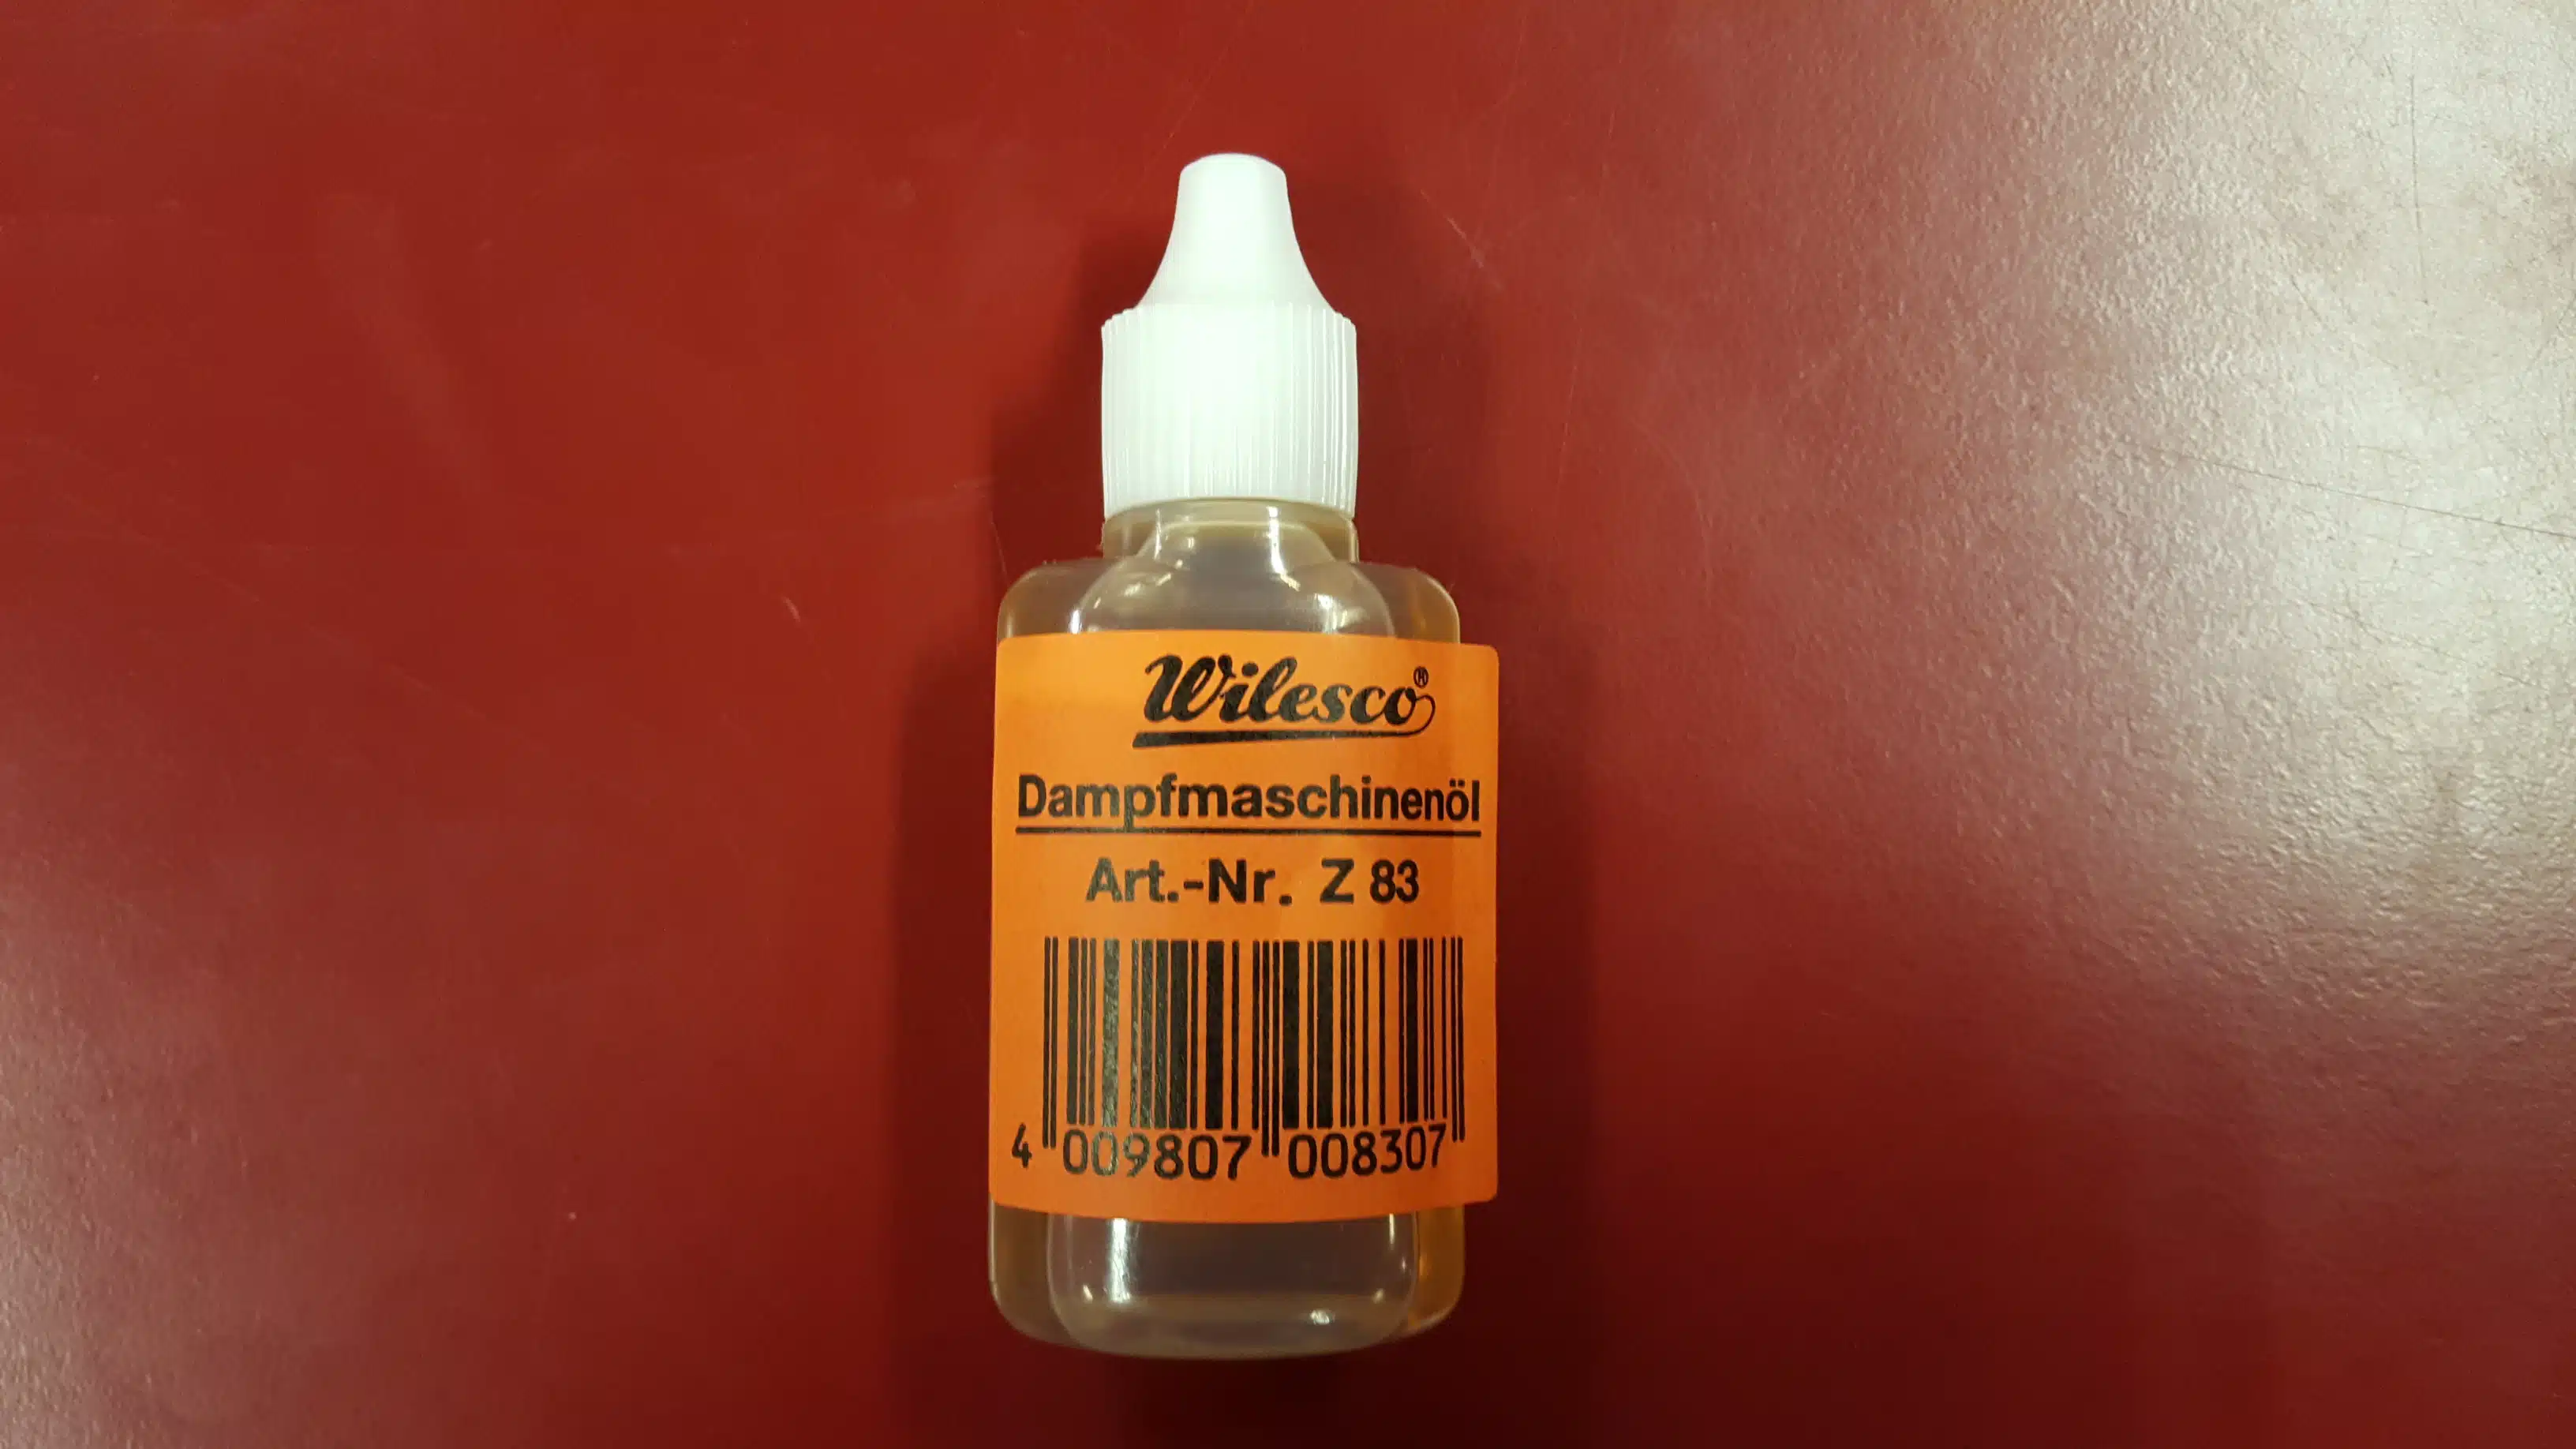 Wilesco®
Dampfmaschinenöl
Art.-Nr. Z 83
4 009807 008307